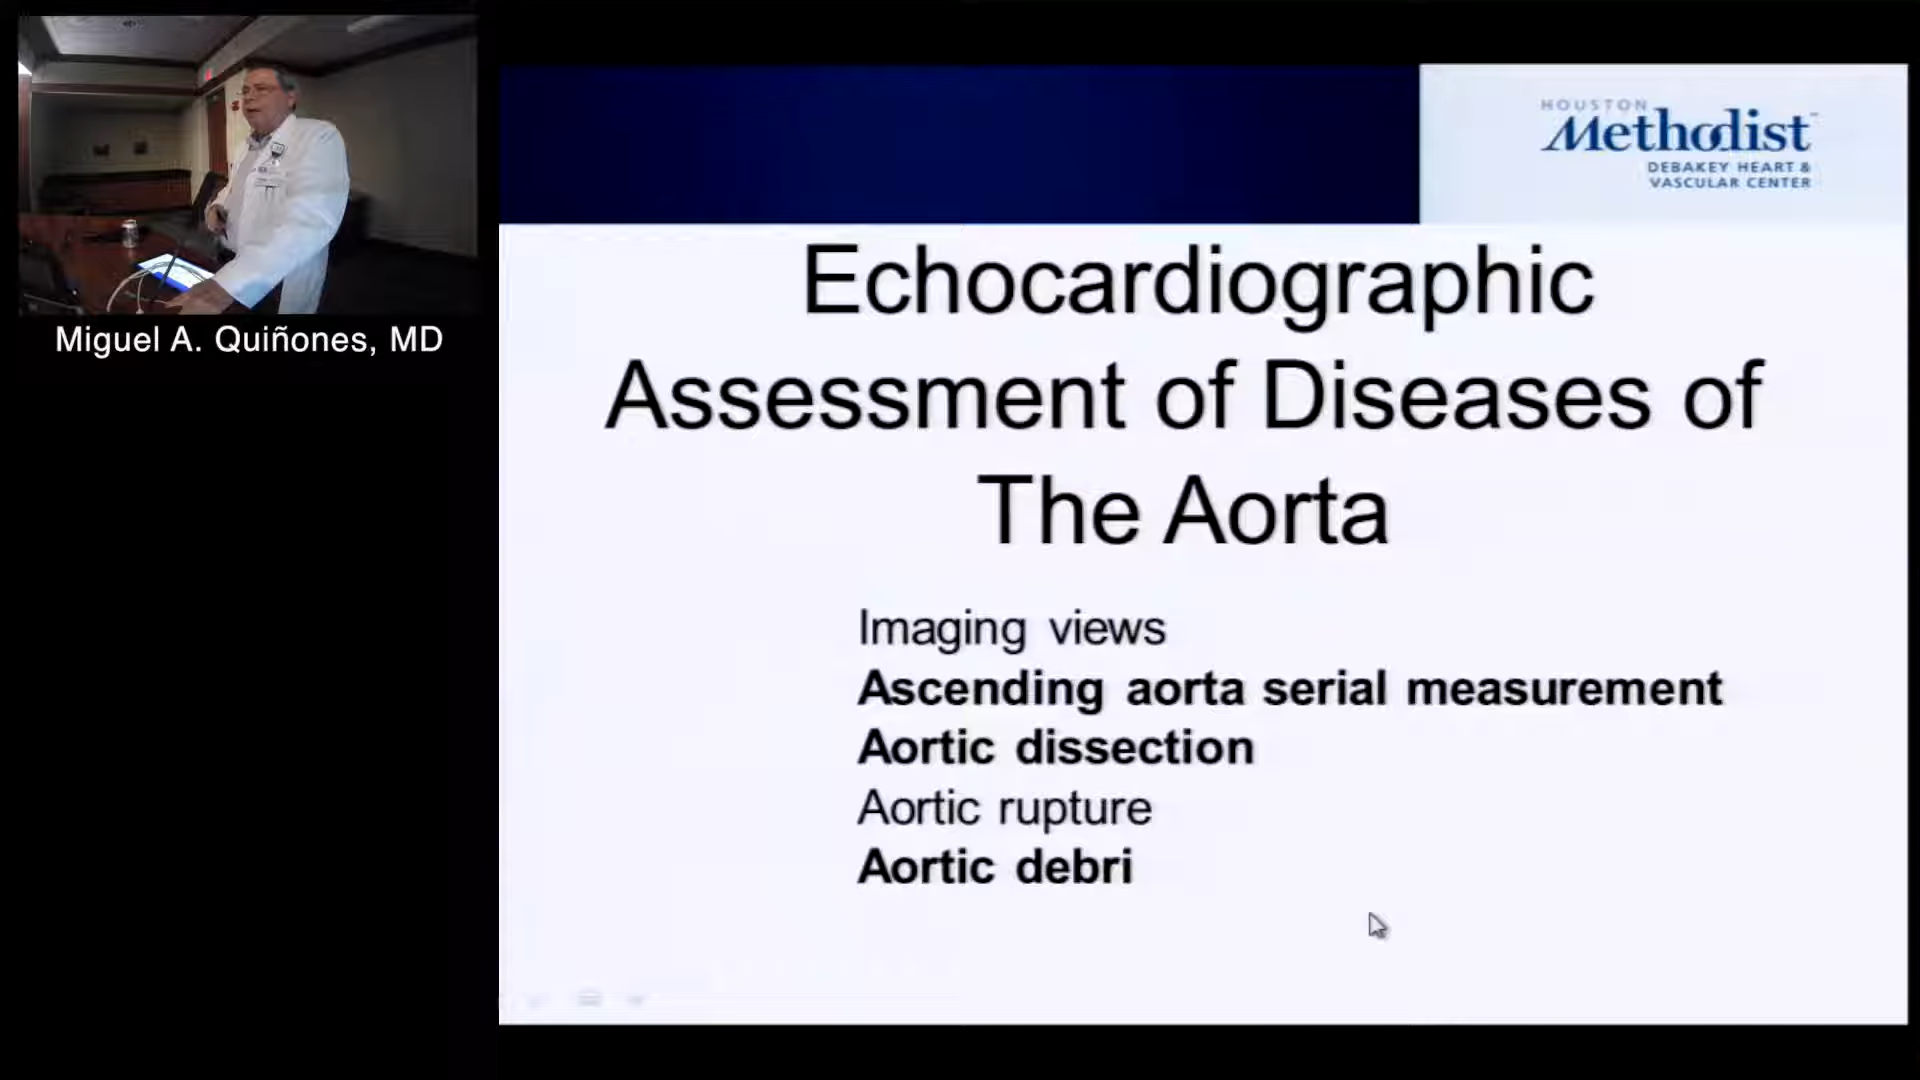 Miguel A. Quiñones, MD
HOUSTON
Methodist
DEBAKEY HEART &
VASCULAR CENTER
Echocardiographic
Assessment of Diseases of
The Aorta
Imaging views
Ascending aorta serial measurement
Aortic dissection
Aortic rupture
Aortic debri